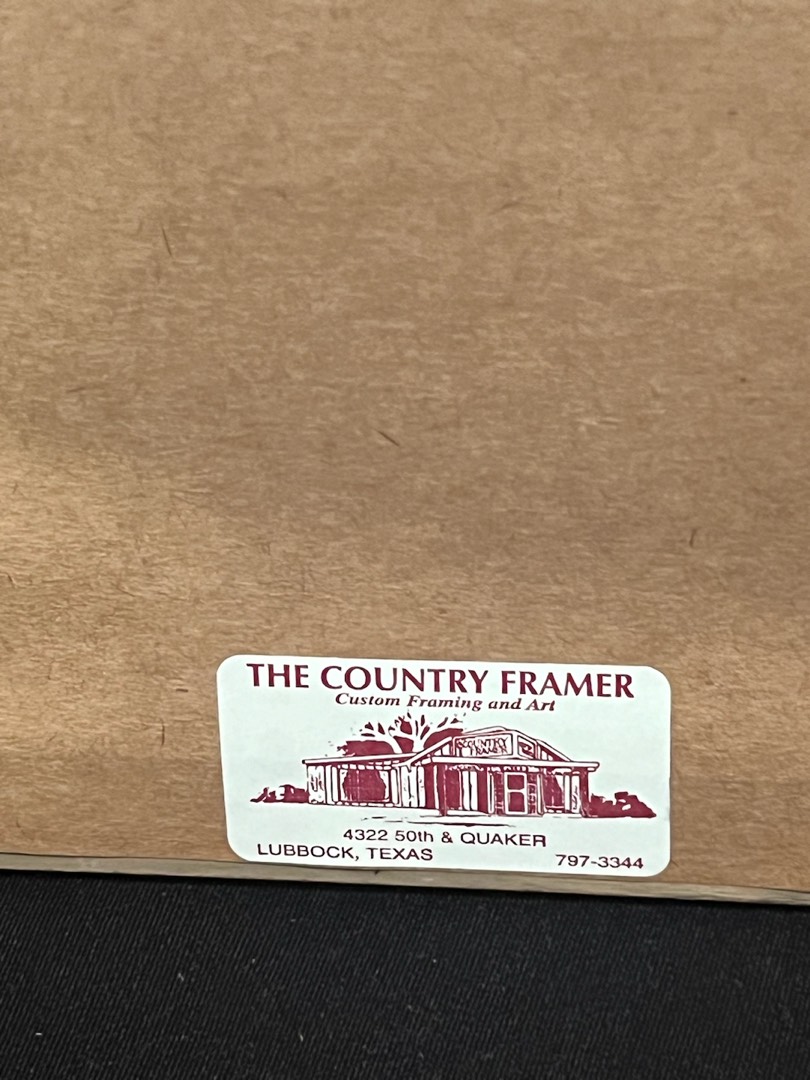 THE COUNTRY FRAMER
Custom Framing and Art
COUNTRY
FRAMER
4322 50th & QUAKER
LUBBOCK, TEXAS 797-3344